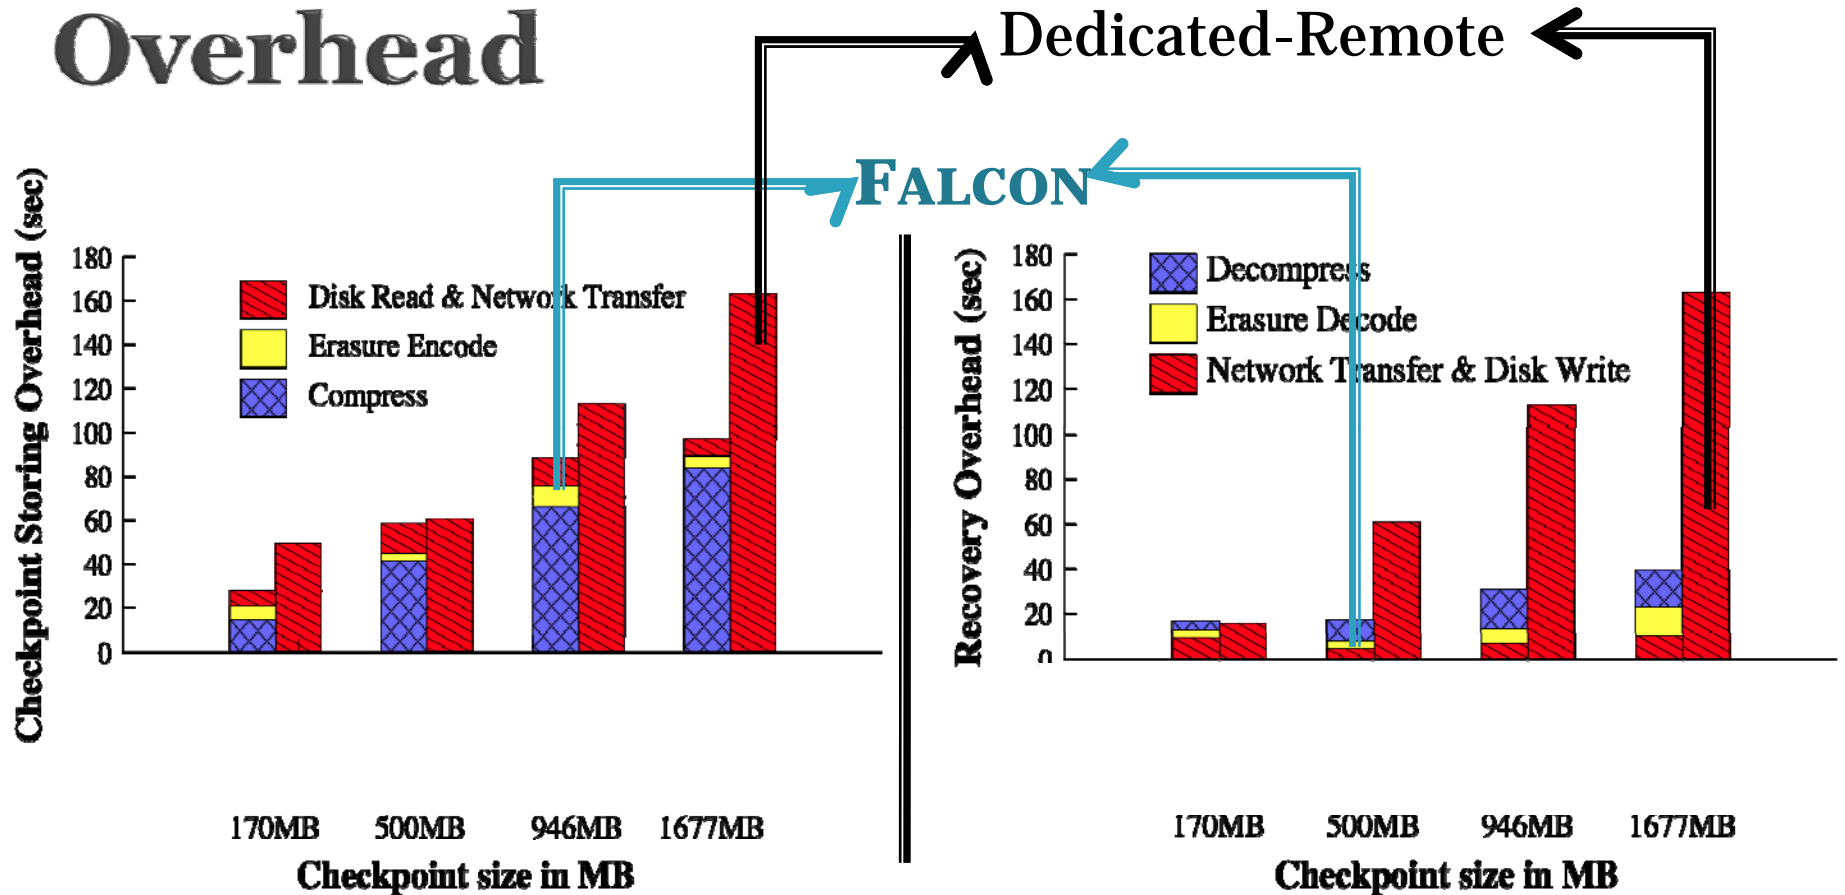 Overhead
Dedicated-Remote
FALCON
Checkpoint Storing Overhead (sec)
180
160
140
120
100
80
60
40
20
0
Disk Read & Network Transfer
Erasure Encode
Compress
170MB 500MB 946MB 1677MB
Checkpoint size in MB
Recovery Overhead (sec)
180
160
140
120
100
80
60
40
20
0
Decompress
Erasure Decode
Network Transfer & Disk Write
170MB 500MB 946MB 1677MB
Checkpoint size in MB